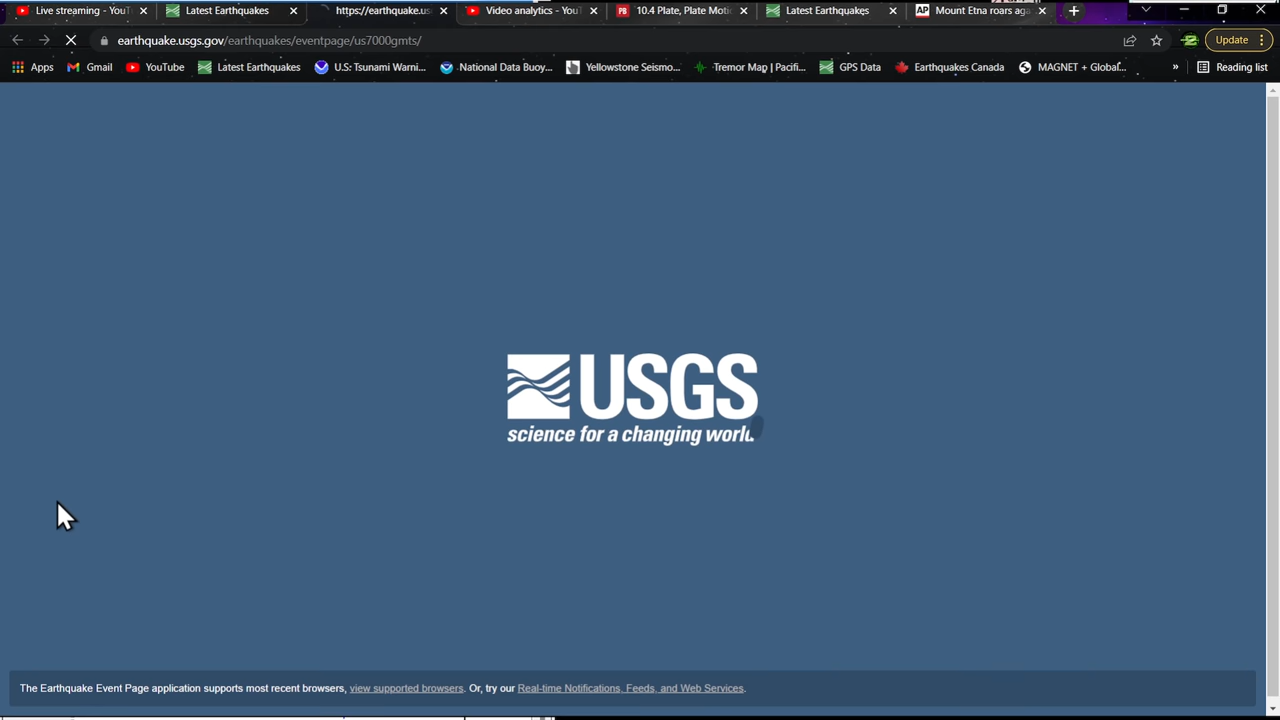 Live streaming - YouT
Latest Earthquakes
https://earthquake.us
Video analytics - YouT
PB 10.4 Plate, Plate Moti
Latest Earthquakes
AP Mount Etna roars aga
earthquake.usgs.gov/earthquakes/eventpage/us7000gmts/
Update
Apps
Gmail
YouTube
Latest Earthquakes
U.S: Tsunami Warni...
National Data Buoy...
Yellowstone Seismo...
Tremor Map | Pacifi...
GPS Data
Earthquakes Canada
MAGNET + Global...
»
Reading list
USGS
science for a changing world
The Earthquake Event Page application supports most recent browsers, view supported browsers. Or, try our Real-time Notifications, Feeds, and Web Services.